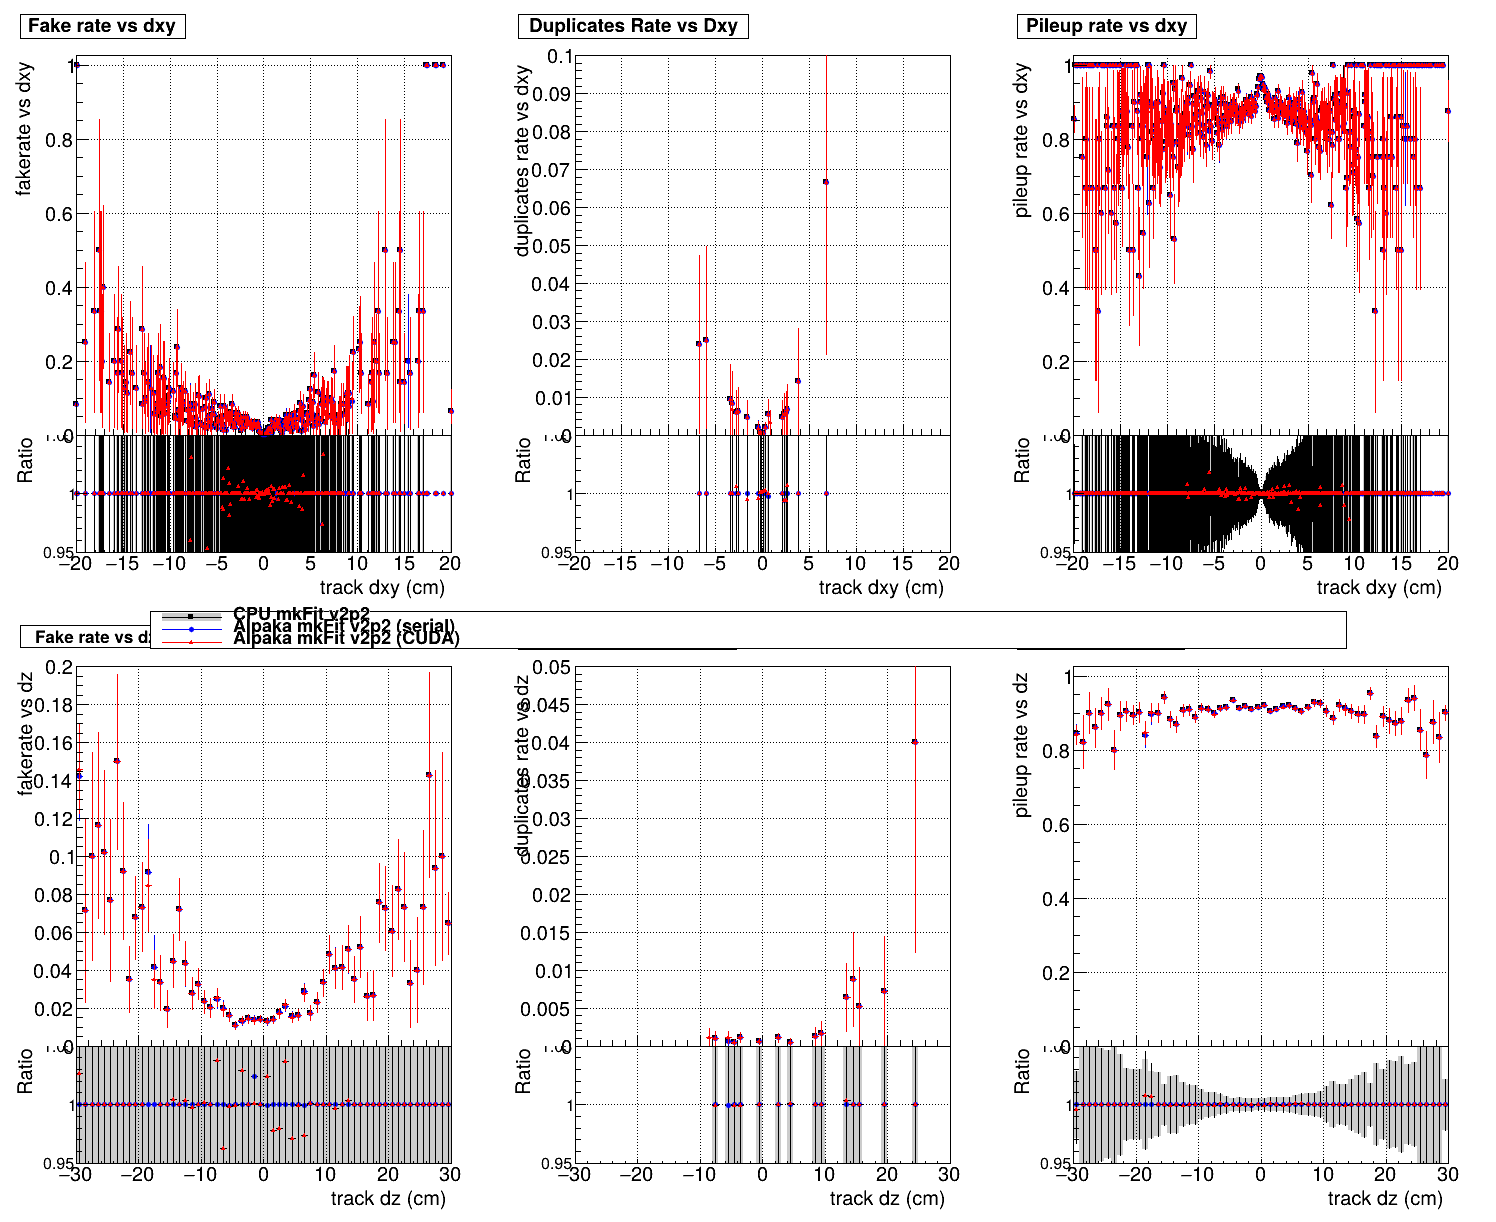 Fake rate vs dxy
Duplicates Rate vs Dxy
Pileup rate vs dxy
fakerate vs dxy
1
0.8
0.6
0.4
0.2
0
Ratio
1
0.95
−20 −15 −10 −5 0 5 10 15 20
track dxy (cm)
duplicates rate vs dxy
0.1
0.09
0.08
0.07
0.06
0.05
0.04
0.03
0.02
0.01
0
Ratio
1
0.95
−20 −15 −10 −5 0 5 10 15 20
track dxy (cm)
pileup rate vs dxy
1
0.8
0.6
0.4
0.2
0
Ratio
1
0.95
−20 −15 −10 −5 0 5 10 15 20
track dxy (cm)
CPU mkFit v2p2
Alpaka mkFit v2p2 (serial)
Alpaka mkFit v2p2 (CUDA)
Fake rate vs dz
fakerate vs dz
0.2
0.18
0.16
0.14
0.12
0.1
0.08
0.06
0.04
0.02
0
Ratio
1
0.95
−30 −20 −10 0 10 20 30
track dz (cm)
duplicates rate vs dz
0.05
0.045
0.04
0.035
0.03
0.025
0.02
0.015
0.01
0.005
0
Ratio
1
0.95
−30 −20 −10 0 10 20 30
track dz (cm)
pileup rate vs dz
1
0.8
0.6
0.4
0.2
0
Ratio
1
0.95
−30 −20 −10 0 10 20 30
track dz (cm)